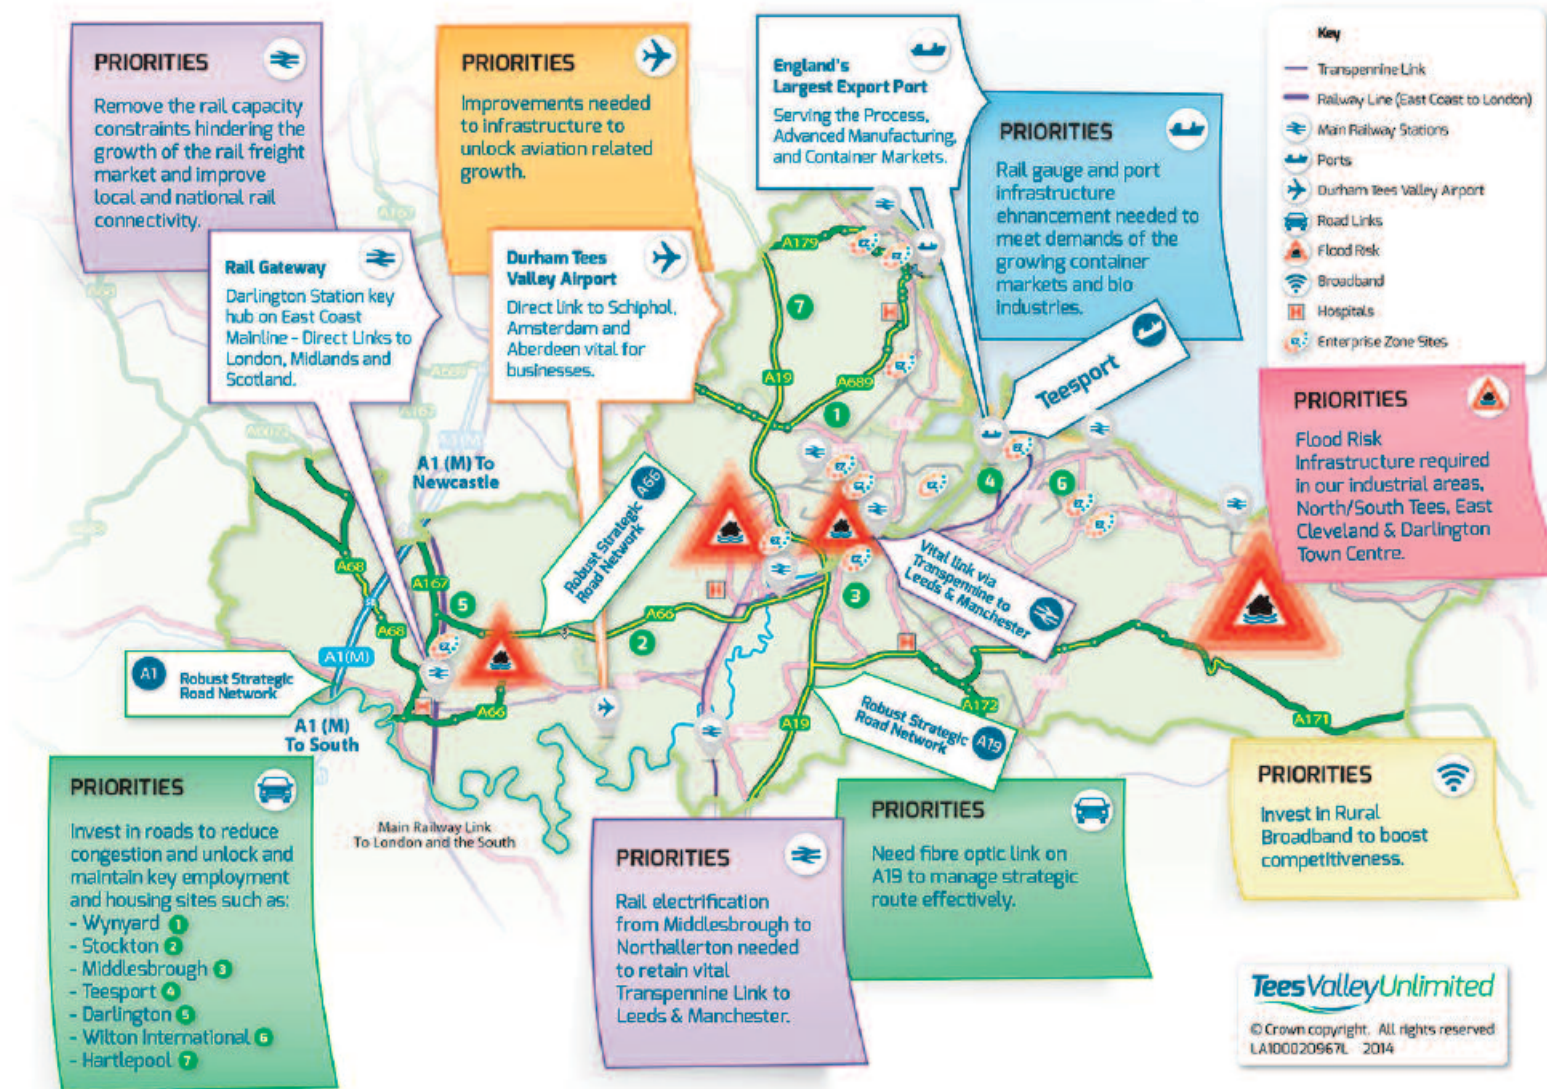 PRIORITIES
Remove the rail capacity
constraints hindering the
growth of the rail freight
market and improve
local and national rail
connectivity.
PRIORITIES
Improvements needed
to infrastructure to
unlock aviation related
growth.
England's
Largest Export Port
Serving the Process,
Advanced Manufacturing,
and Container Markets.
PRIORITIES
Rail gauge and port
infrastructure
ehnancement needed to
meet demands of the
growing container
markets and bio
industries.
Key
Transpennine Link
Railway Line (East Coast to London)
Main Railway Stations
Ports
Durham Tees Valley Airport
Road Links
Flood Risk
Broadband
H
Hospitals
Enterprise Zone Sites
Rail Gateway
Darlington Station key
hub on East Coast
Mainline - Direct Links to
London, Midlands and
Scotland.
Durham Tees
Valley Airport
Direct link to Schiphol,
Amsterdam and
Aberdeen vital for
businesses.
Teesport
PRIORITIES
Flood Risk
Infrastructure required
in our industrial areas,
North/South Tees, East
Cleveland & Darlington
Town Centre.
A167
A179
7
H
A19
A689
1
A167
A1(M)
A1 (M) To
Newcastle
Robust Strategic
Road Network
A66
4
6
A68
A167
5
A68
A1(M)
H
A66
2
3
Vital link via
Transpennine to
Leeds & Manchester
H
A1
Robust Strategic
Road Network
A1 (M)
To South
H
A66
A19
A172
A171
Robust Strategic
Road Network
A19
Main Railway Link
To London and the South
PRIORITIES
Invest in roads to reduce
congestion and unlock and
maintain key employment
and housing sites such as:
- Wynyard 1
- Stockton 2
- Middlesbrough 3
- Teesport 4
- Darlington 5
- Wilton International 6
- Hartlepool 7
PRIORITIES
Rail electrification
from Middlesbrough to
Northallerton needed
to retain vital
Transpennine Link to
Leeds & Manchester.
PRIORITIES
Need fibre optic link on
A19 to manage strategic
route effectively.
PRIORITIES
Invest in Rural
Broadband to boost
competitiveness.
TeesValleyUnlimited
© Crown copyright. All rights reserved
LA100020967L 2014